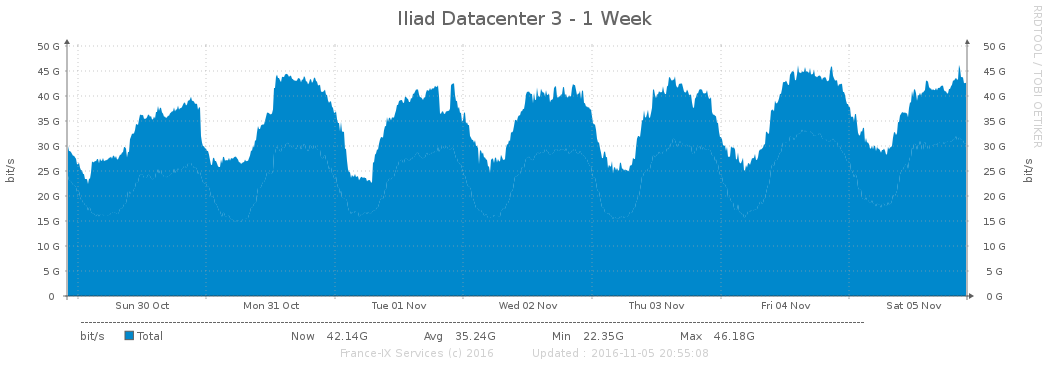 Iliad Datacenter 3 - 1 Week
RRDTOOL / TOBI OETIKER
50 G 50 G
45 G 45 G
40 G 40 G
35 G 35 G
30 G 30 G
25 G 25 G
20 G 20 G
15 G 15 G
10 G 10 G
5 G 5 G
0 0 G
bit/s bit/s
Sun 30 Oct Mon 31 Oct Tue 01 Nov Wed 02 Nov Thu 03 Nov Fri 04 Nov Sat 05 Nov
bit/s Total Now 42.14G Avg 35.24G Min 22.35G Max 46.18G
France-IX Services (c) 2016 Updated : 2016-11-05 20:55:08